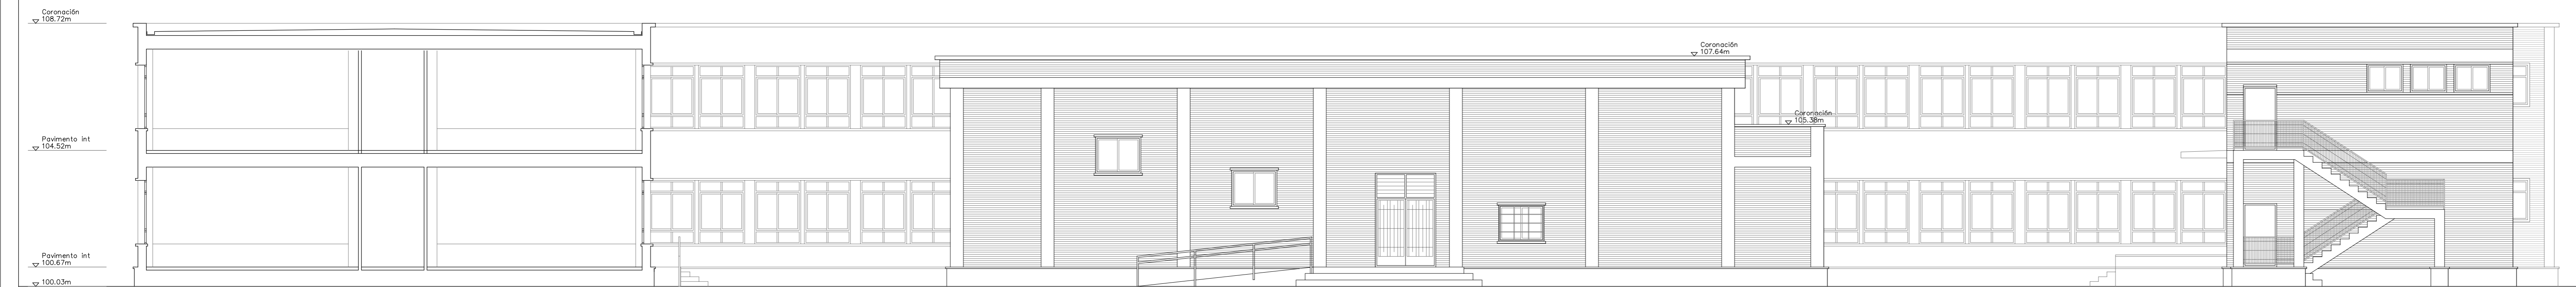 Coronación
108.72m
Coronación
107.64m
Coronación
105.38m
Pavimento int
104.52m
Pavimento int
100.67m
100.03m